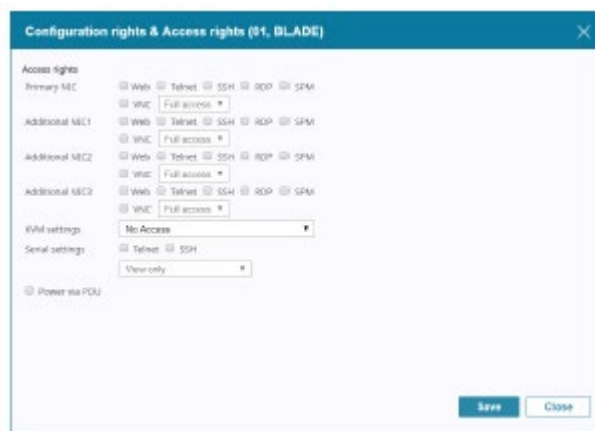 Configuration rights & Access rights (01, BLADE)
Access rights
Primary NIC Web Telnet SSH RDP SPM
VNC Full access
Additional NIC1 Web Telnet SSH RDP SPM
VNC Full access
Additional NIC2 Web Telnet SSH RDP SPM
VNC Full access
Additional NIC3 Web Telnet SSH RDP SPM
VNC Full access
KVM settings No Access
Serial settings Telnet SSH
View only
Power via PDU
Save Close